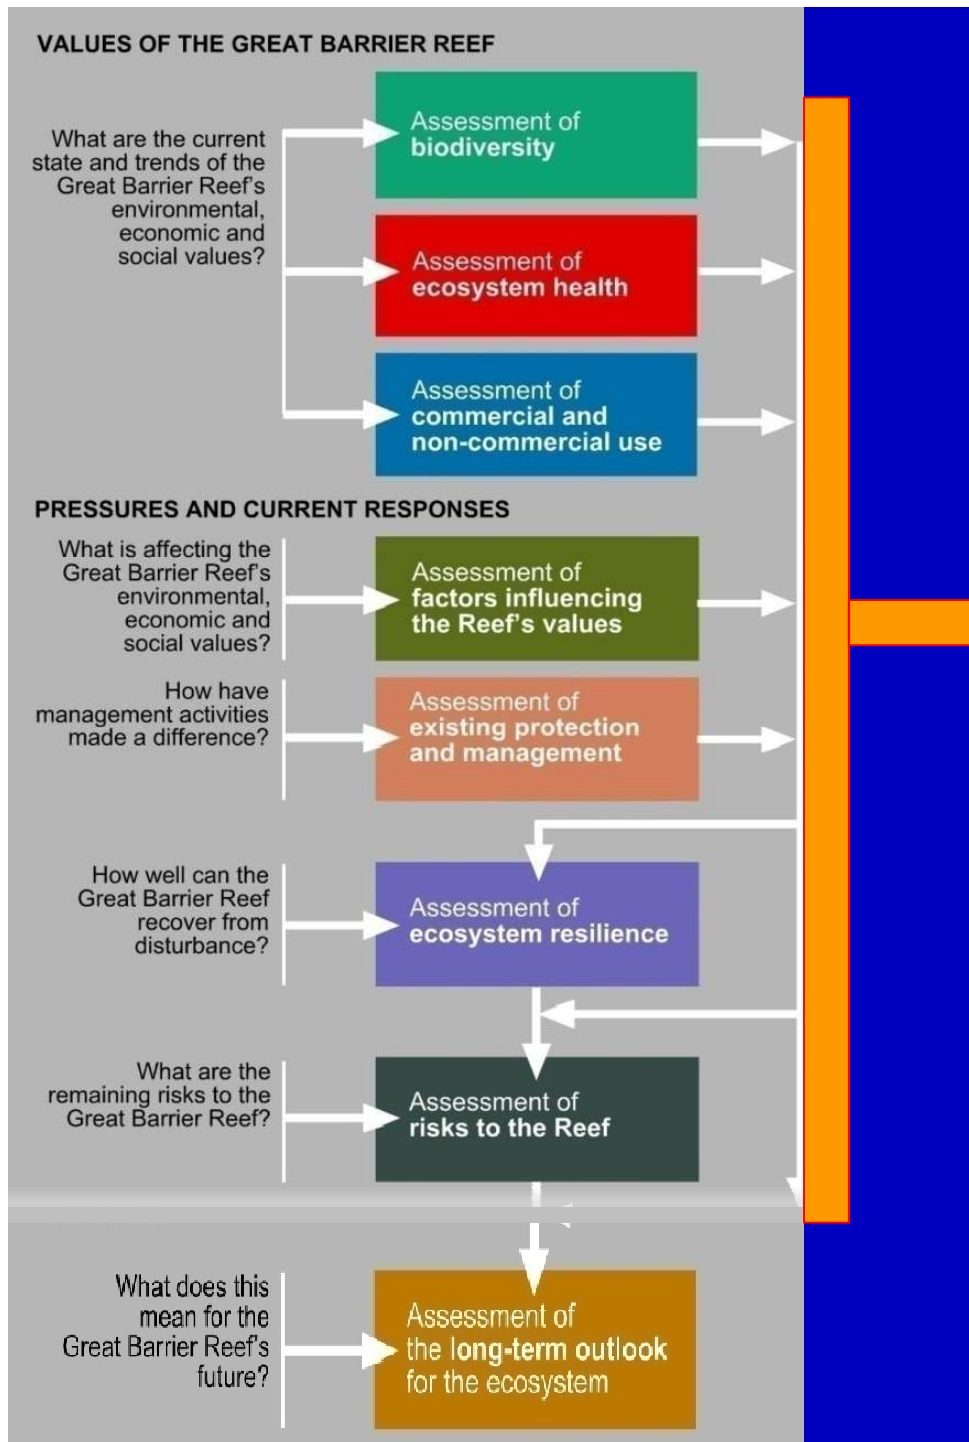 VALUES OF THE GREAT BARRIER REEF
What are the current
state and trends of the
Great Barrier Reef's
environmental,
economic and
social values?
Assessment of
biodiversity
Assessment of
ecosystem health
Assessment of
commercial and
non-commercial use
PRESSURES AND CURRENT RESPONSES
What is affecting the
Great Barrier Reef's
environmental,
economic and
social values?
Assessment of
factors influencing
the Reef's values
How have
management activities
made a difference?
Assessment of
existing protection
and management
How well can the
Great Barrier Reef
recover from
disturbance?
Assessment of
ecosystem resilience
What are the
remaining risks to the
Great Barrier Reef?
Assessment of
risks to the Reef
What does this
mean for the
Great Barrier Reef's
future?
Assessment of
the long-term outlook
for the ecosystem